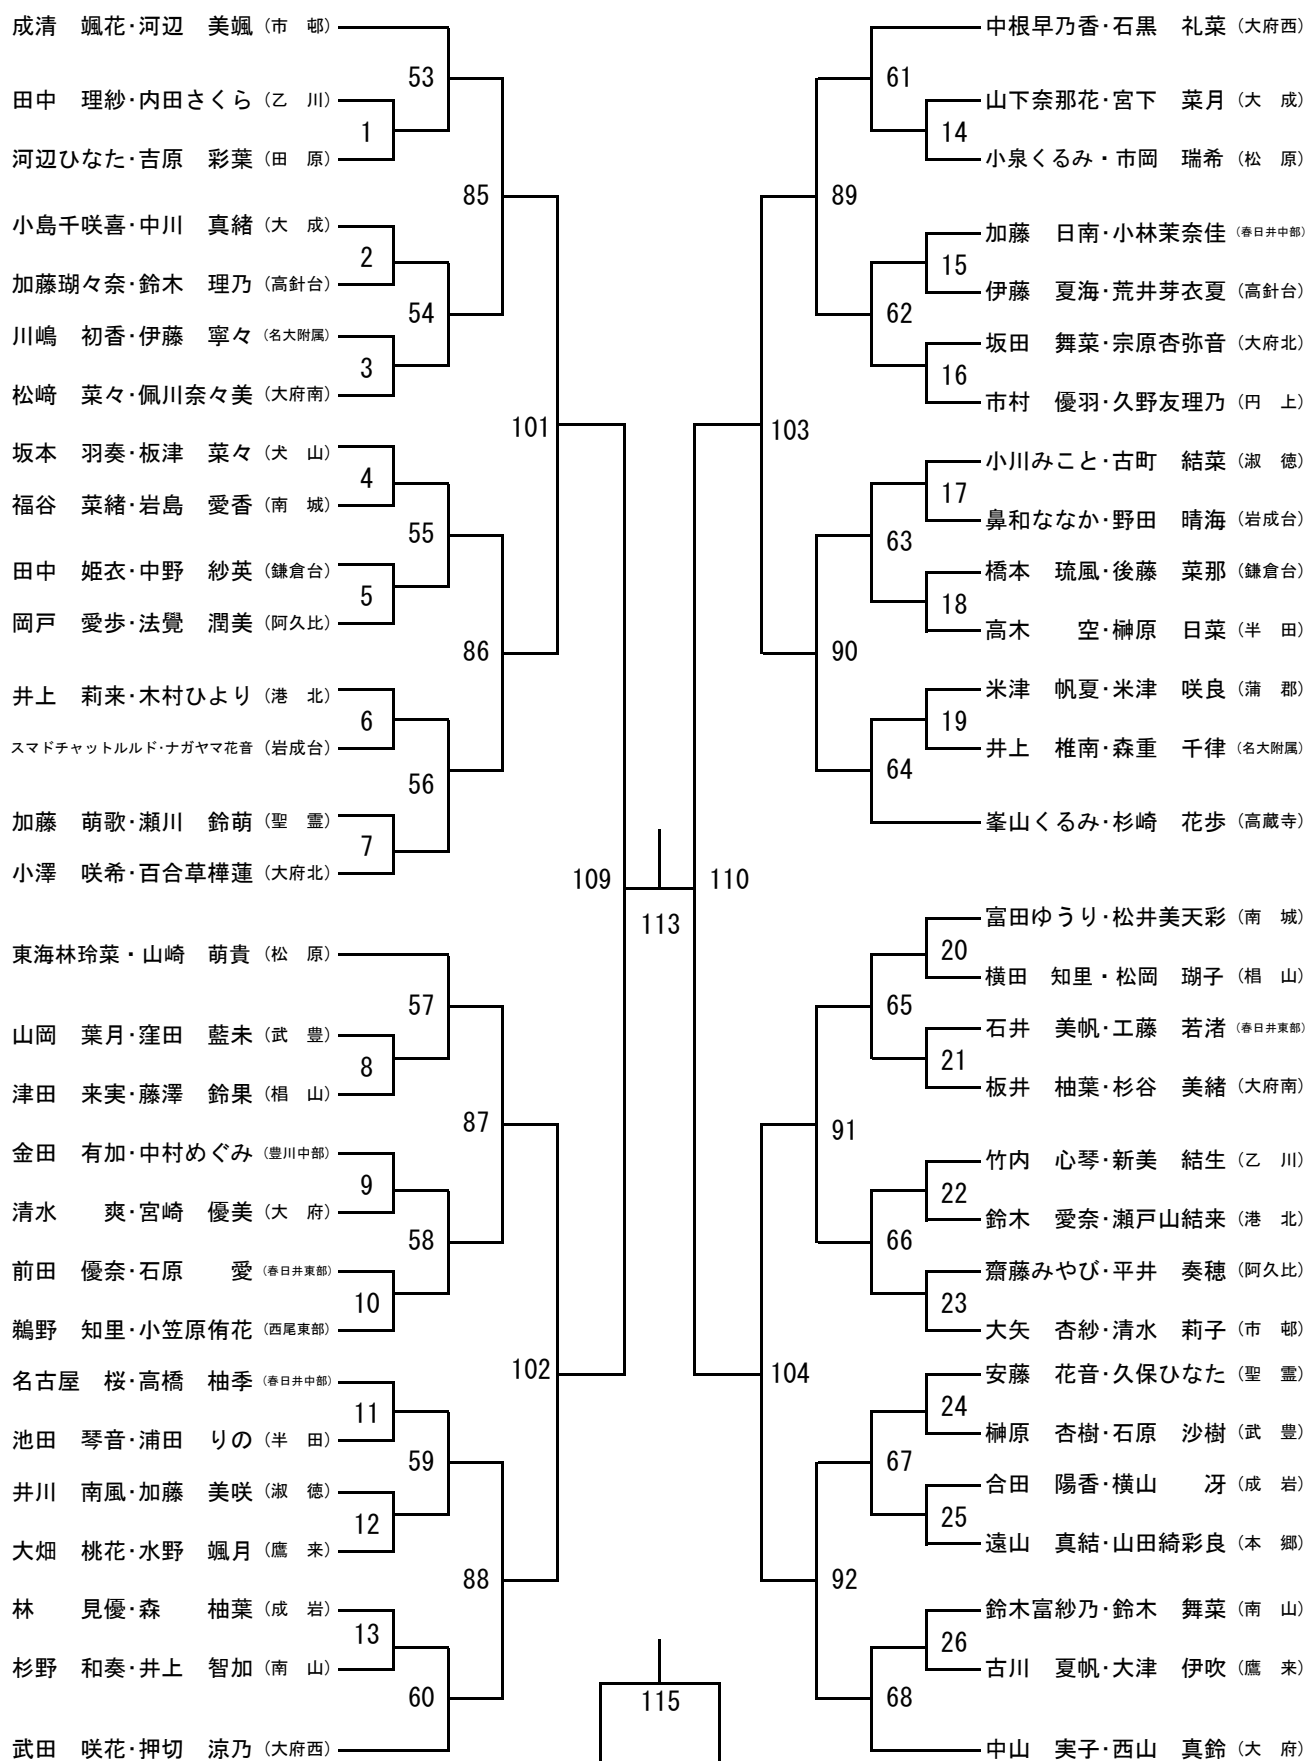 成清　颯花・河辺　美颯（市　邨）
53
田中　理紗・内田さくら（乙　川）
1
河辺ひなた・吉原　彩葉（田　原）
85
小島千咲喜・中川　真緒（大　成）
2
加藤瑚々奈・鈴木　理乃（高針台）
54
川嶋　初香・伊藤　寧々（名大附属）
3
松﨑　菜々・佩川奈々美（大府南）
101
坂本　羽奏・板津　菜々（犬　山）
4
福谷　菜緒・岩島　愛香（南　城）
55
田中　姫衣・中野　紗英（鎌倉台）
5
岡戸　愛歩・法覺　潤美（阿久比）
86
井上　莉来・木村ひより（港　北）
6
スマドチャットルルド・ナガヤマ花音（岩成台）
56
加藤　萌歌・瀬川　鈴萌（聖　霊）
7
小澤　咲希・百合草樺蓮（大府北）
109
東海林玲菜・山崎　萌貴（松　原）
57
山岡　葉月・窪田　藍未（武　豊）
8
津田　来実・藤澤　鈴果（椙　山）
87
金田　有加・中村めぐみ（豊川中部）
9
清水　　爽・宮崎　優美（大　府）
58
前田　優奈・石原　　愛（春日井東部）
10
鵜野　知里・小笠原侑花（西尾東部）
102
名古屋　桜・高橋　柚季（春日井中部）
11
池田　琴音・浦田　りの（半　田）
59
井川　南風・加藤　美咲（淑　徳）
12
大畑　桃花・水野　颯月（鷹　来）
88
林　　見優・森　　柚葉（成　岩）
13
杉野　和奏・井上　智加（南　山）
60
武田　咲花・押切　涼乃（大府西）
113
115
中根早乃香・石黒　礼菜（大府西）
61
山下奈那花・宮下　菜月（大　成）
14
小泉くるみ・市岡　瑞希（松　原）
89
加藤　日南・小林茉奈佳（春日井中部）
15
伊藤　夏海・荒井芽衣夏（高針台）
62
坂田　舞菜・宗原杏弥音（大府北）
16
市村　優羽・久野友理乃（円　上）
103
小川みこと・古町　結菜（淑　徳）
17
鼻和ななか・野田　晴海（岩成台）
63
橋本　琉風・後藤　菜那（鎌倉台）
18
高木　　空・榊原　日菜（半　田）
90
米津　帆夏・米津　咲良（蒲　郡）
19
井上　椎南・森重　千律（名大附属）
64
峯山くるみ・杉崎　花歩（高蔵寺）
110
富田ゆうり・松井美天彩（南　城）
20
横田　知里・松岡　瑚子（椙　山）
65
石井　美帆・工藤　若渚（春日井東部）
21
板井　柚葉・杉谷　美緒（大府南）
91
竹内　心琴・新美　結生（乙　川）
22
鈴木　愛奈・瀬戸山結来（港　北）
66
齋藤みやび・平井　奏穂（阿久比）
23
大矢　杏紗・清水　莉子（市　邨）
104
安藤　花音・久保ひなた（聖　霊）
24
榊原　杏樹・石原　沙樹（武　豊）
67
合田　陽香・横山　　冴（成　岩）
25
遠山　真結・山田綺彩良（本　郷）
92
鈴木富紗乃・鈴木　舞菜（南　山）
26
古川　夏帆・大津　伊吹（鷹　来）
68
中山　実子・西山　真鈴（大　府）